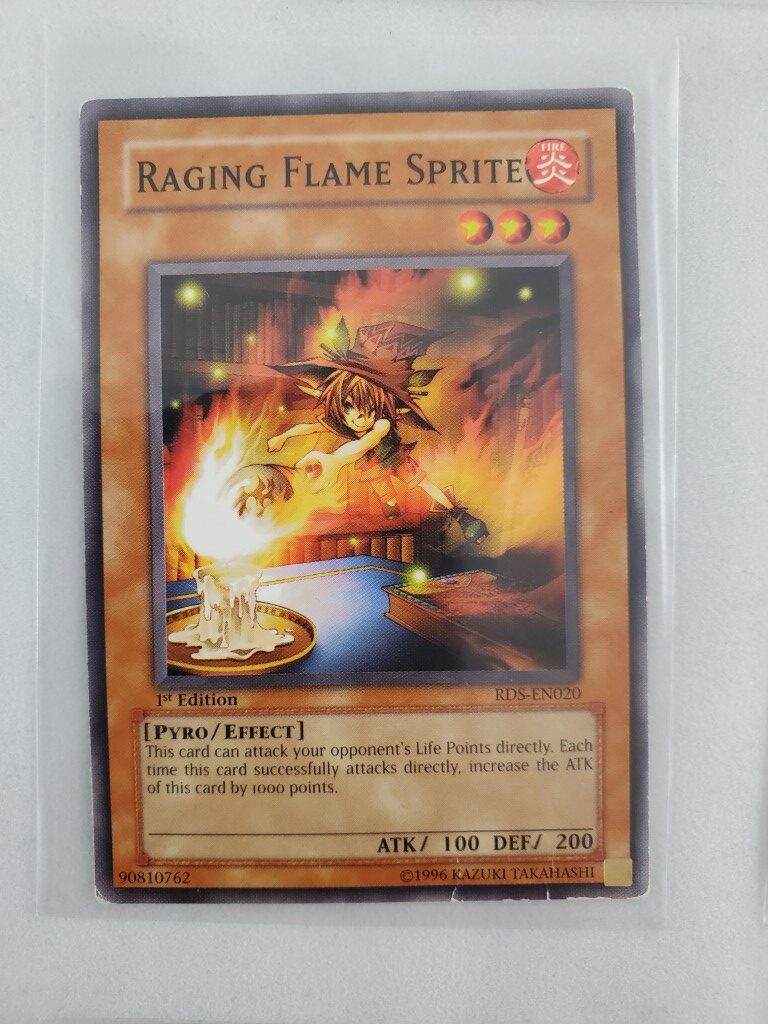 RAGING FLAME SPRITE
FIRE
炎
1st Edition
RDS-EN020
[PYRO/EFFECT]
This card can attack your opponent's Life Points directly. Each
time this card successfully attacks directly, increase the ATK
of this card by 1000 points.
ATK/ 100 DEF/ 200
90810762
©1996 KAZUKI TAKAHASHI